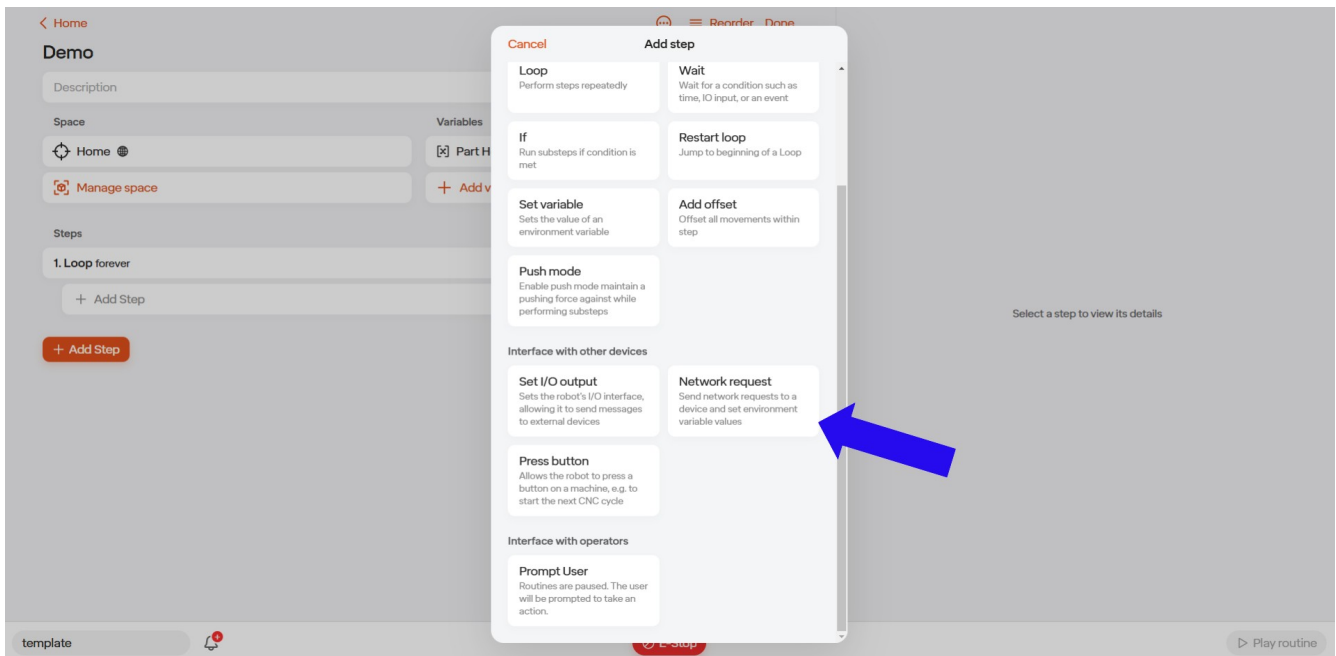 Home
Reorder Done
Demo
Description
Space
Variables
Home
Part H
Manage space
Add v
Steps
1. Loop forever
+ Add Step
+ Add Step
Cancel
Add step
Loop
Perform steps repeatedly
Wait
Wait for a condition such as
time, IO input, or an event
If
Run substeps if condition is
met
Restart loop
Jump to beginning of a Loop
Set variable
Sets the value of an
environment variable
Add offset
Offset all movements within
step
Push mode
Enable push mode maintain a
pushing force against while
performing substeps
Interface with other devices
Set I/O output
Sets the robot's I/O interface,
allowing it to send messages
to external devices
Network request
Send network requests to a
device and set environment
variable values
Press button
Allows the robot to press a
button on a machine, e.g. to
start the next CNC cycle
Interface with operators
Prompt User
Routines are paused. The user
will be prompted to take an
action.
Select a step to view its details
template
E-Stop
Play routine